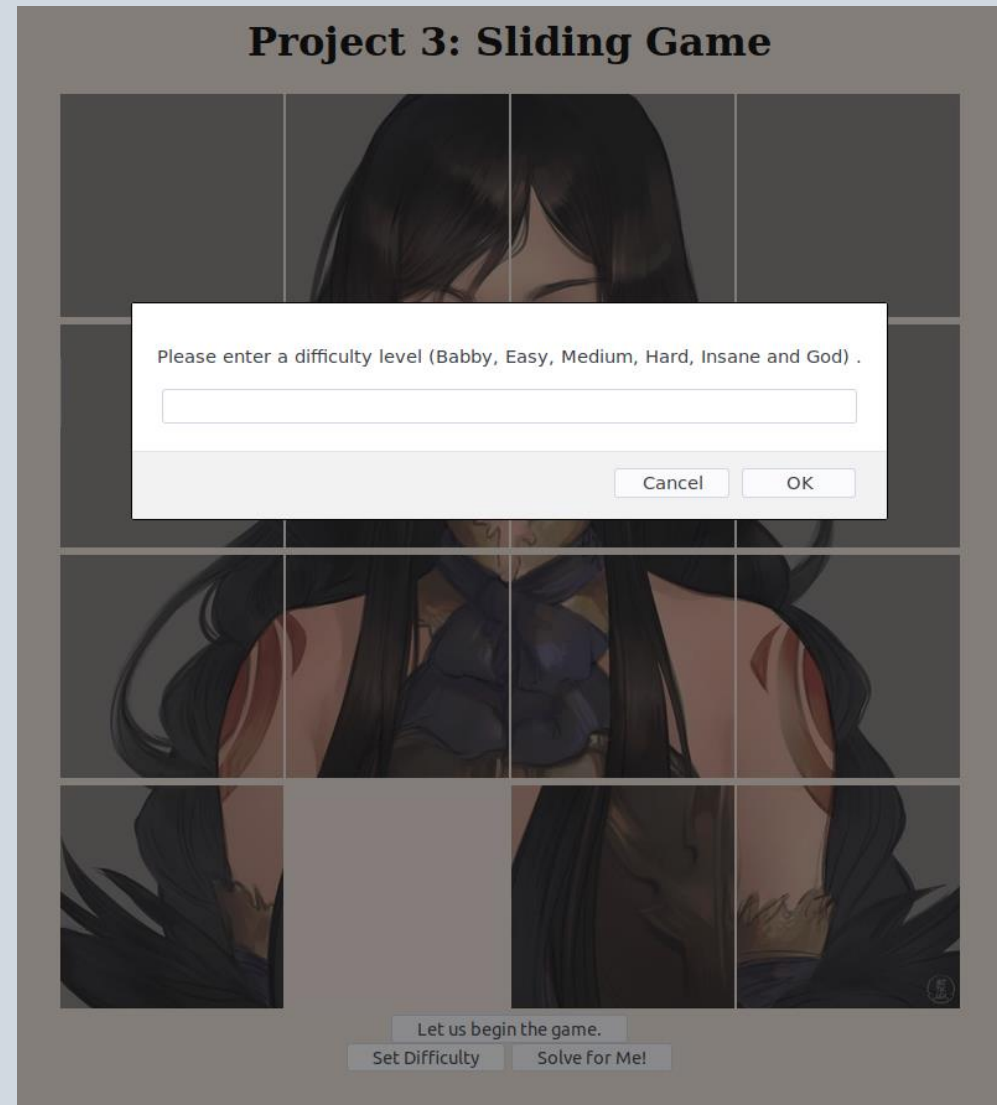 Project 3: Sliding Game
Please enter a difficulty level (Babby, Easy, Medium, Hard, Insane and God) .
Cancel OK
Let us begin the game.
Set Difficulty Solve for Me!